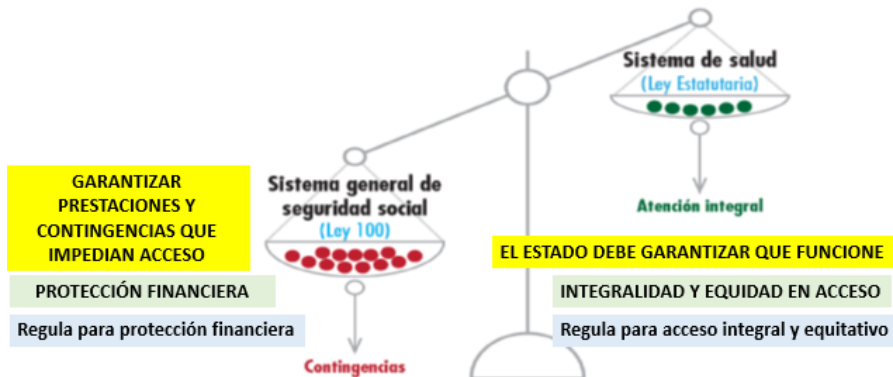 Sistema de salud
(Ley Estatutaria)
Atención integral
GARANTIZAR
PRESTACIONES Y
CONTINGENCIAS QUE
IMPEDIAN ACCESO
Sistema general de
seguridad social
(Ley 100)
EL ESTADO DEBE GARANTIZAR QUE FUNCIONE
PROTECCIÓN FINANCIERA
INTEGRALIDAD Y EQUIDAD EN ACCESO
Regula para protección financiera
Regula para acceso integral y equitativo
Contingencias